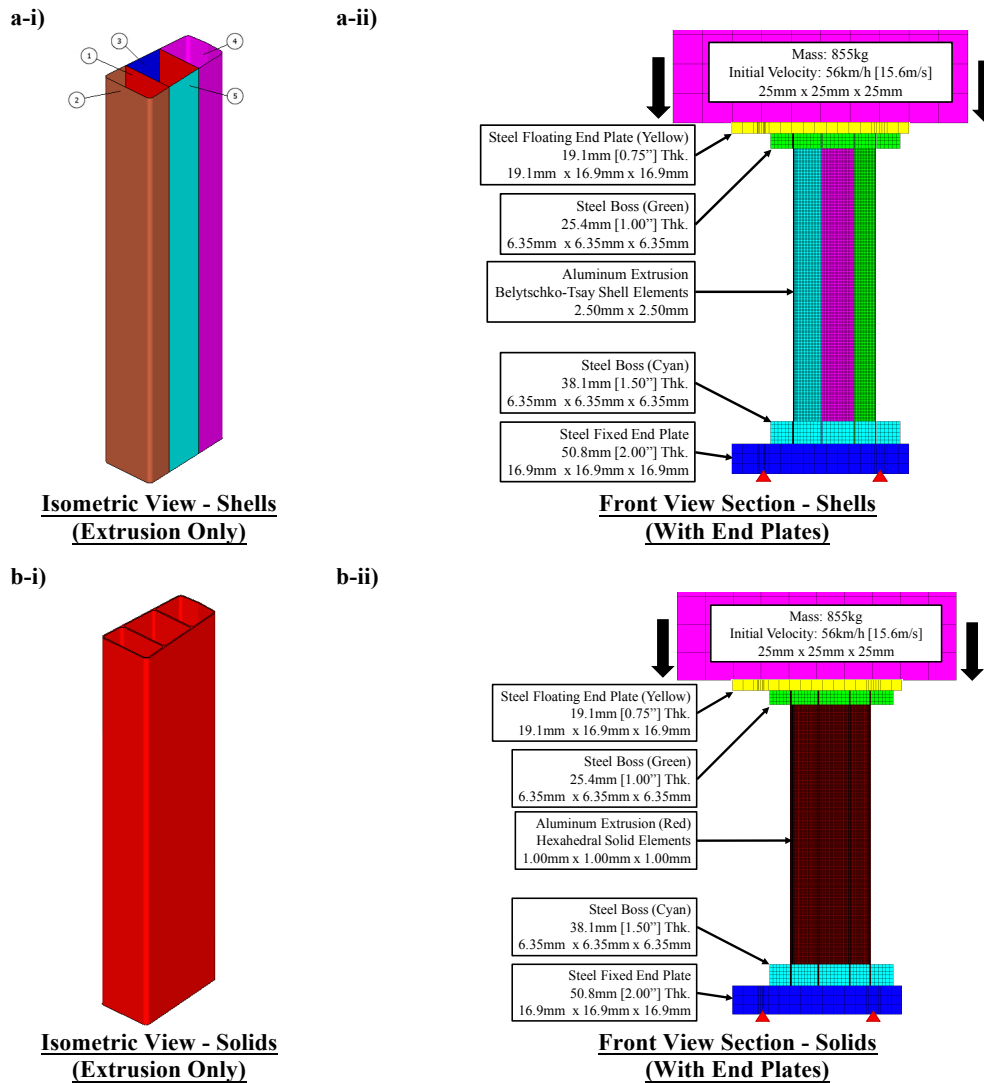 a-i)
3
4
1
2
5
Isometric View - Shells
(Extrusion Only)
a-ii)
Mass: 855kg
Initial Velocity: 56km/h [15.6m/s]
25mm x 25mm x 25mm
Steel Floating End Plate (Yellow)
19.1mm [0.75”] Thk.
19.1mm x 16.9mm x 16.9mm
Steel Boss (Green)
25.4mm [1.00”] Thk.
6.35mm x 6.35mm x 6.35mm
Aluminum Extrusion
Belytschko-Tsay Shell Elements
2.50mm x 2.50mm
Steel Boss (Cyan)
38.1mm [1.50”] Thk.
6.35mm x 6.35mm x 6.35mm
Steel Fixed End Plate
50.8mm [2.00”] Thk.
16.9mm x 16.9mm x 16.9mm
Front View Section - Shells
(With End Plates)
b-i)
Isometric View - Solids
(Extrusion Only)
b-ii)
Mass: 855kg
Initial Velocity: 56km/h [15.6m/s]
25mm x 25mm x 25mm
Steel Floating End Plate (Yellow)
19.1mm [0.75”] Thk.
19.1mm x 16.9mm x 16.9mm
Steel Boss (Green)
25.4mm [1.00”] Thk.
6.35mm x 6.35mm x 6.35mm
Aluminum Extrusion (Red)
Hexahedral Solid Elements
1.00mm x 1.00mm x 1.00mm
Steel Boss (Cyan)
38.1mm [1.50”] Thk.
6.35mm x 6.35mm x 6.35mm
Steel Fixed End Plate
50.8mm [2.00”] Thk.
16.9mm x 16.9mm x 16.9mm
Front View Section - Solids
(With End Plates)